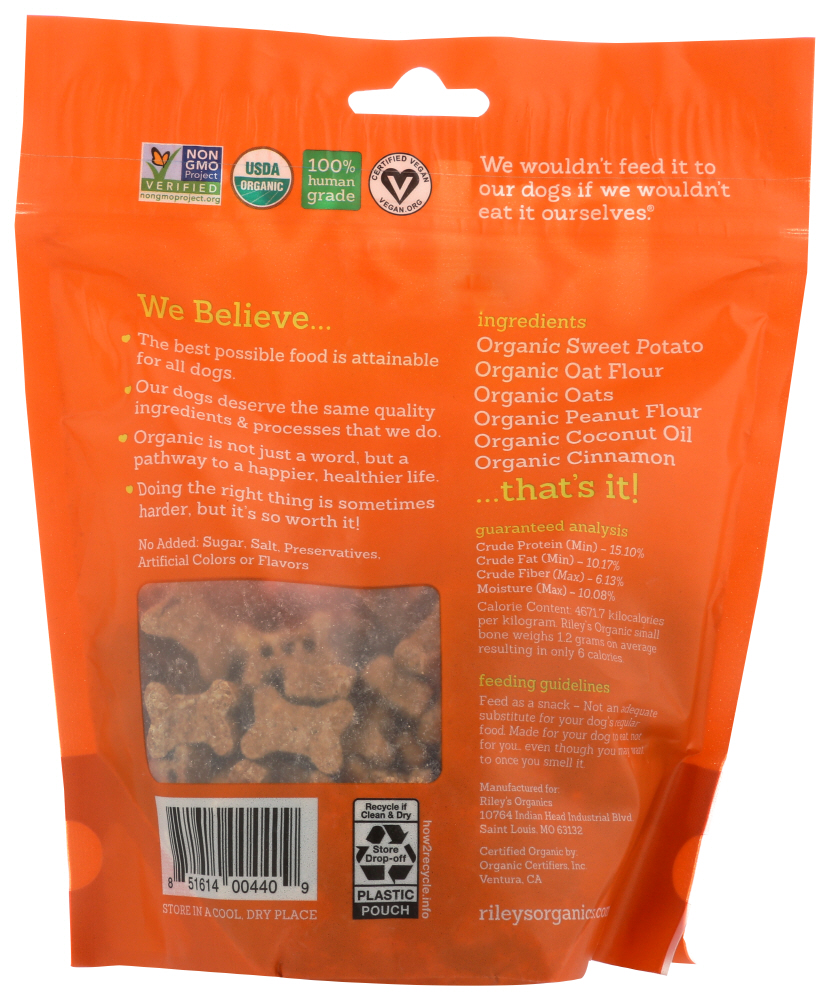 NON
GMO
Project
VERIFIED
nongmoproject.org
USDA
ORGANIC
100%
human
grade
CERTIFIED VEGAN
VEGAN.ORG
We wouldn't feed it to
our dogs if we wouldn't
eat it ourselves.®
We Believe...
The best possible food is attainable
for all dogs.
Our dogs deserve the same quality
ingredients & processes that we do.
Organic is not just a word, but a
pathway to a happier, healthier life.
Doing the right thing is sometimes
harder, but it's so worth it!
No Added: Sugar, Salt, Preservatives,
Artificial Colors or Flavors
ingredients
Organic Sweet Potato
Organic Oat Flour
Organic Oats
Organic Peanut Flour
Organic Coconut Oil
Organic Cinnamon
...that's it!
guaranteed analysis
Crude Protein (Min) – 15.10%
Crude Fat (Min) – 10.17%
Crude Fiber (Max) – 6.13%
Moisture (Max) – 10.08%
Calorie Content: 4671.7 kilocalories
per kilogram. Riley's Organic small
bone weighs 1.2 grams on average
resulting in only 6 calories.
feeding guidelines
Feed as a snack – Not an adequate
substitute for your dog's regular
food. Made for your dog to eat not
for you, even though you may want
to once you smell it.
Manufactured for:
Riley's Organics
10764 Indian Head Industrial Blvd
Saint Louis, MO 63132
Certified Organic by:
Organic Certifiers, Inc.
Ventura, CA
rileysorganics.com
8 51614 00440 9
STORE IN A COOL, DRY PLACE
Recycle if
Clean & Dry
Store
Drop-off
PLASTIC
POUCH
how2recycle.info